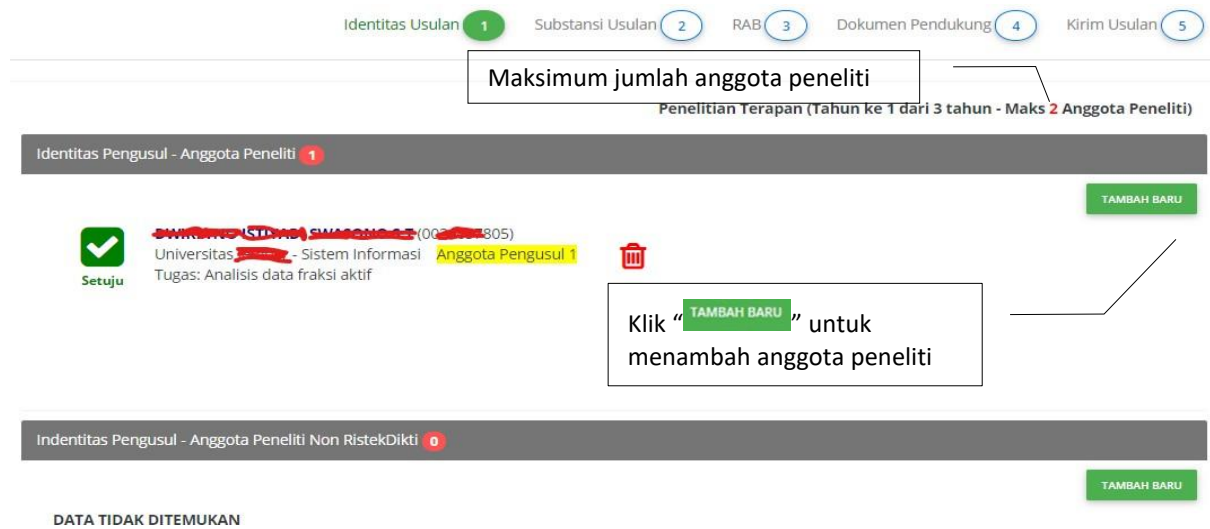 Identitas Usulan 1 Substansi Usulan 2 RAB 3 Dokumen Pendukung 4 Kirim Usulan 5
Maksimum jumlah anggota peneliti
Penelitian Terapan (Tahun ke 1 dari 3 tahun - Maks 2 Anggota Peneliti)
Identitas Pengusul - Anggota Peneliti 1
TAMBAH BARU
805)
Universitas - Sistem Informasi Anggota Pengusul 1
Tugas: Analisis data fraksi aktif
Setuju
Klik “TAMBAH BARU” untuk
menambah anggota peneliti
Indentitas Pengusul - Anggota Peneliti Non RistekDikti 0
TAMBAH BARU
DATA TIDAK DITEMUKAN